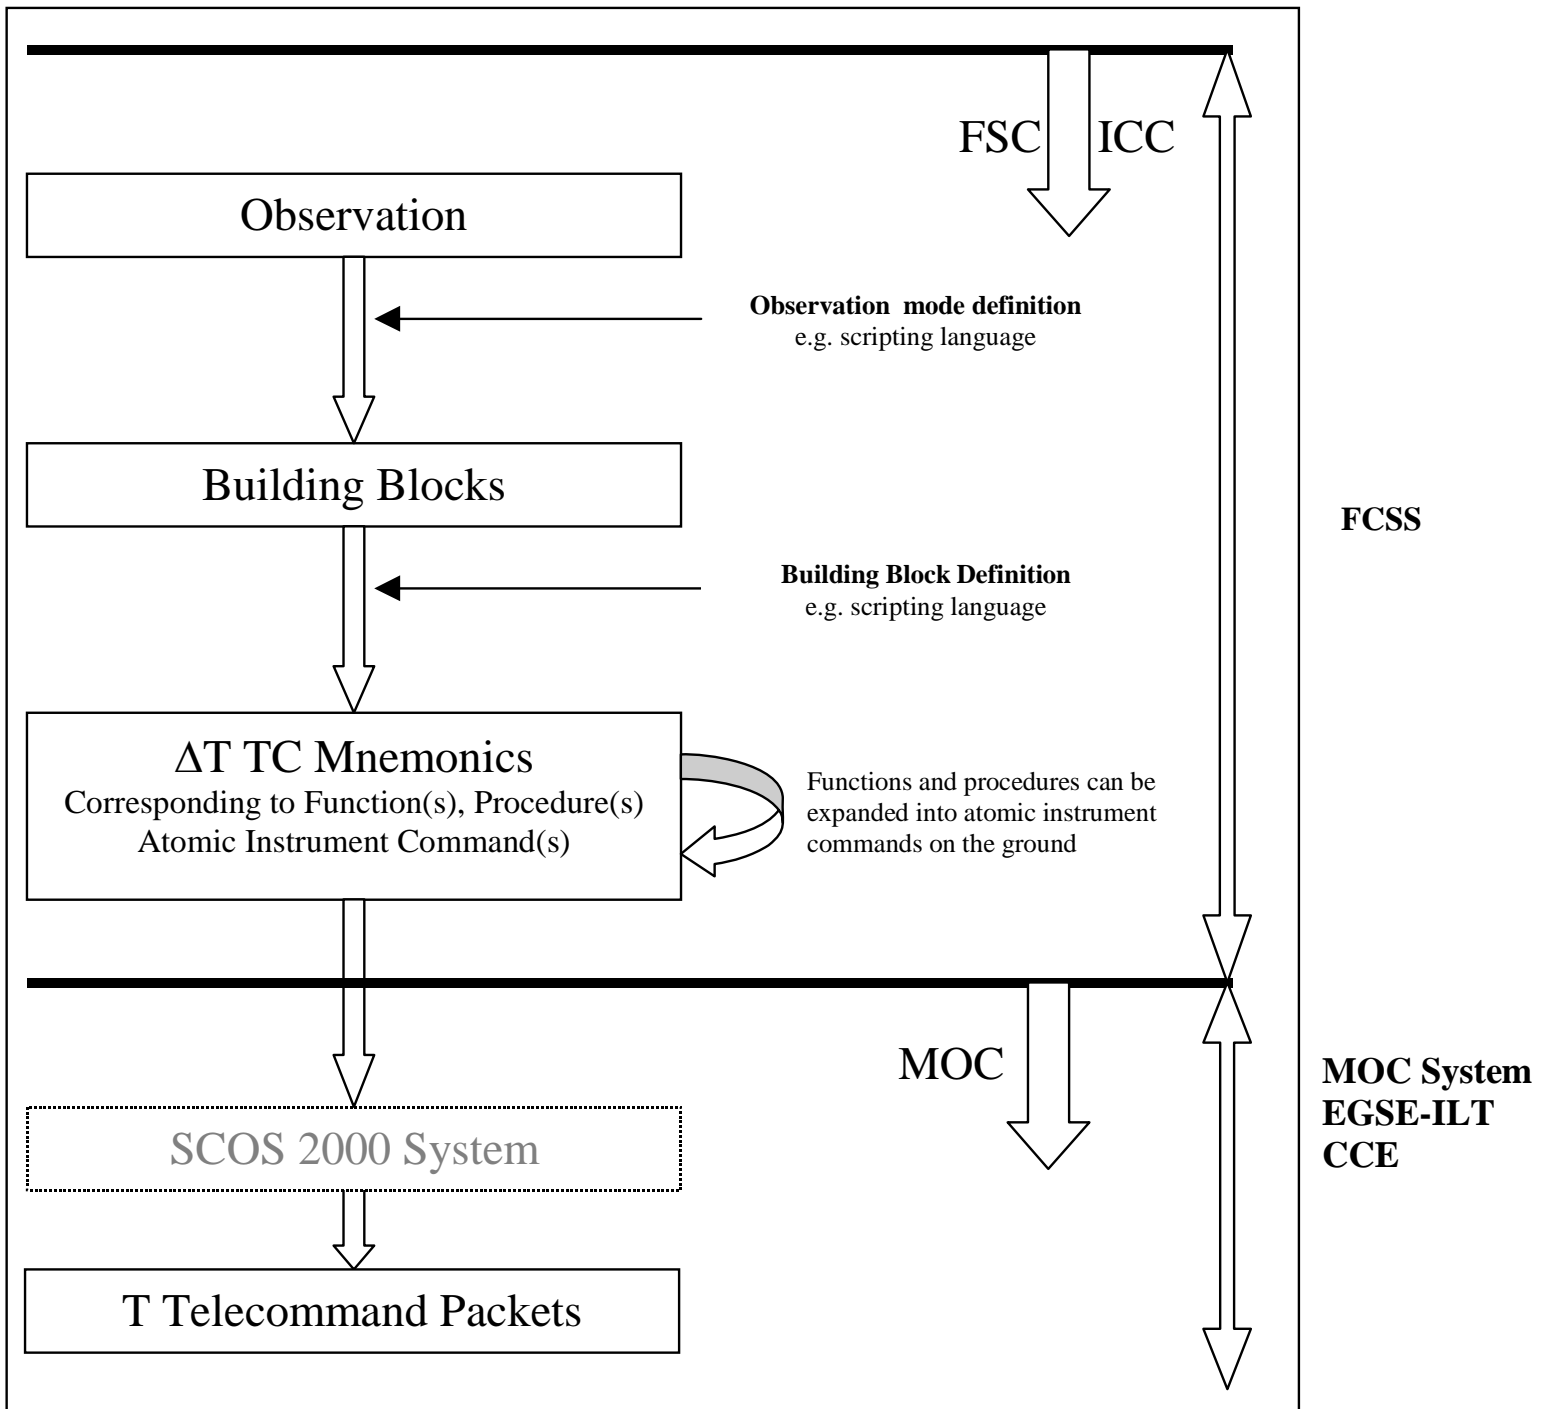 FSC ICC
Observation
Observation mode definition
e.g. scripting language
Building Blocks
FCSS
Building Block Definition
e.g. scripting language
ΔT TC Mnemonics
Corresponding to Function(s), Procedure(s)
Atomic Instrument Command(s)
Functions and procedures can be
expanded into atomic instrument
commands on the ground
MOC
MOC System
EGSE-ILT
CCE
SCOS 2000 System
T Telecommand Packets